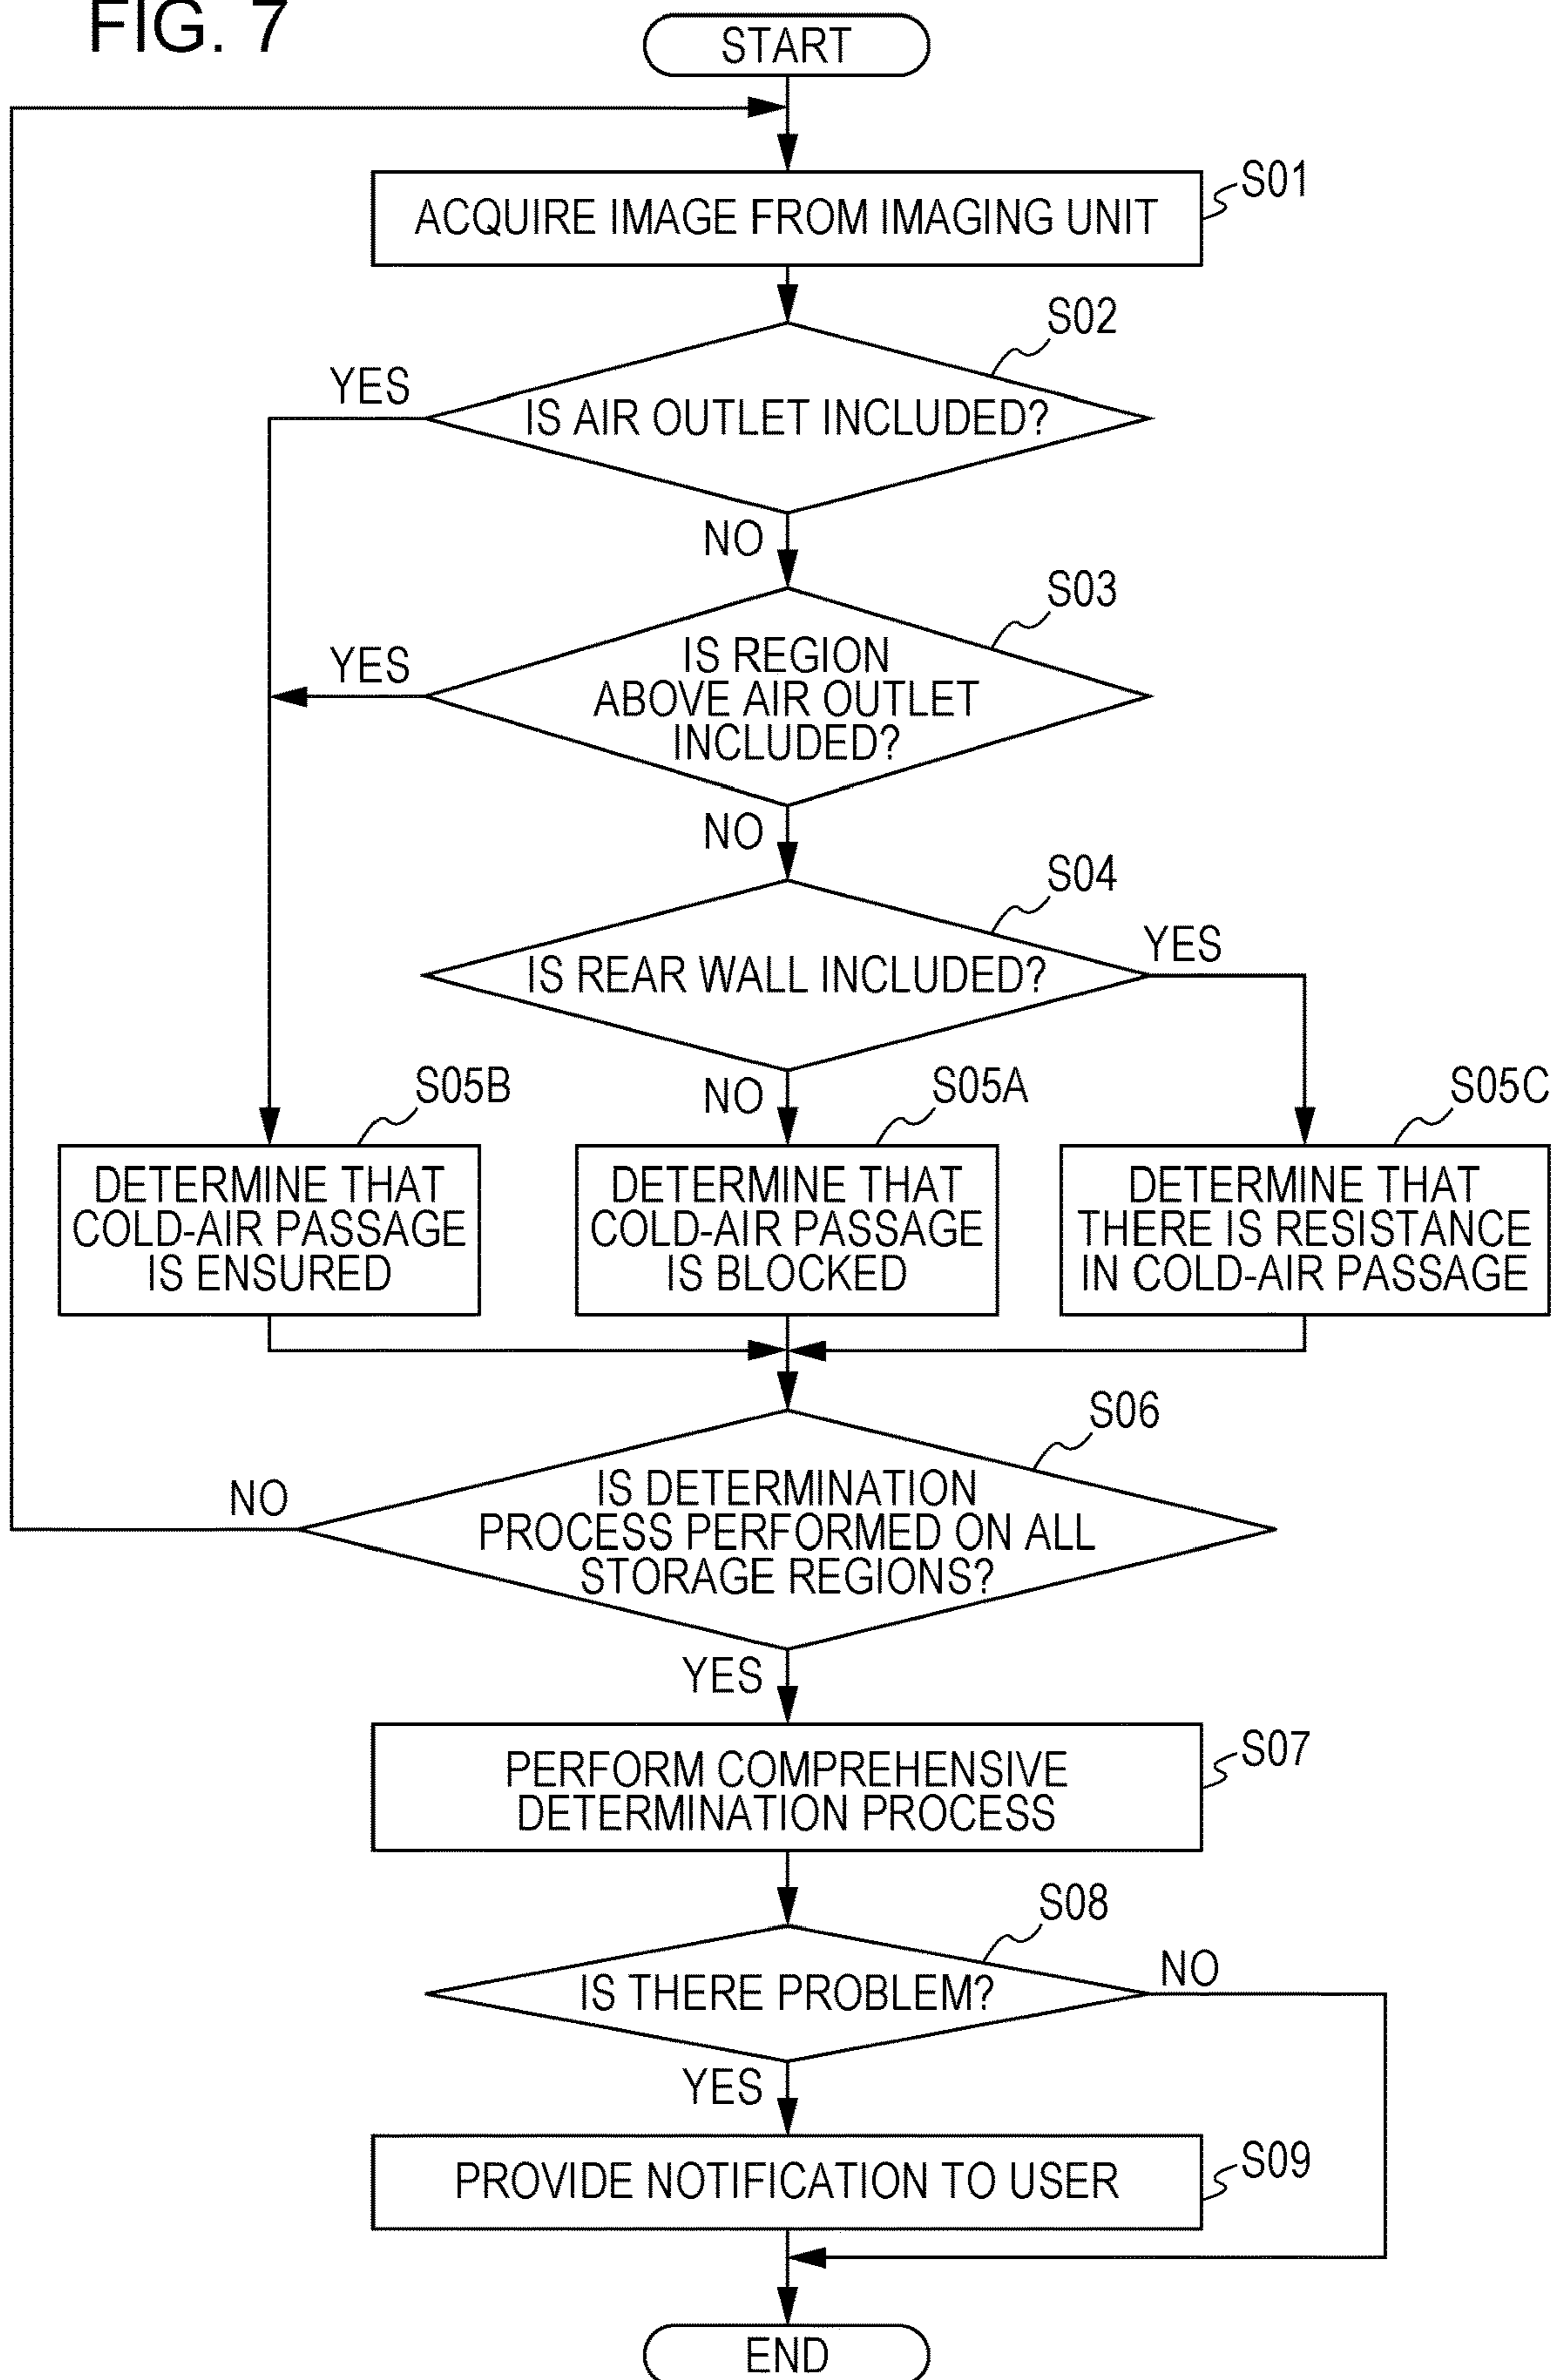 FIG. 7
START
ACQUIRE IMAGE FROM IMAGING UNIT
S01
S02
YES
IS AIR OUTLET INCLUDED?
NO
S03
YES
IS REGION
ABOVE AIR OUTLET
INCLUDED?
NO
S04
YES
IS REAR WALL INCLUDED?
NO
S05B
S05A
S05C
DETERMINE THAT
COLD-AIR PASSAGE
IS ENSURED
DETERMINE THAT
COLD-AIR PASSAGE
IS BLOCKED
DETERMINE THAT
THERE IS RESISTANCE
IN COLD-AIR PASSAGE
S06
NO
IS DETERMINATION
PROCESS PERFORMED ON ALL
STORAGE REGIONS?
YES
S07
PERFORM COMPREHENSIVE
DETERMINATION PROCESS
S08
NO
IS THERE PROBLEM?
YES
PROVIDE NOTIFICATION TO USER
S09
END